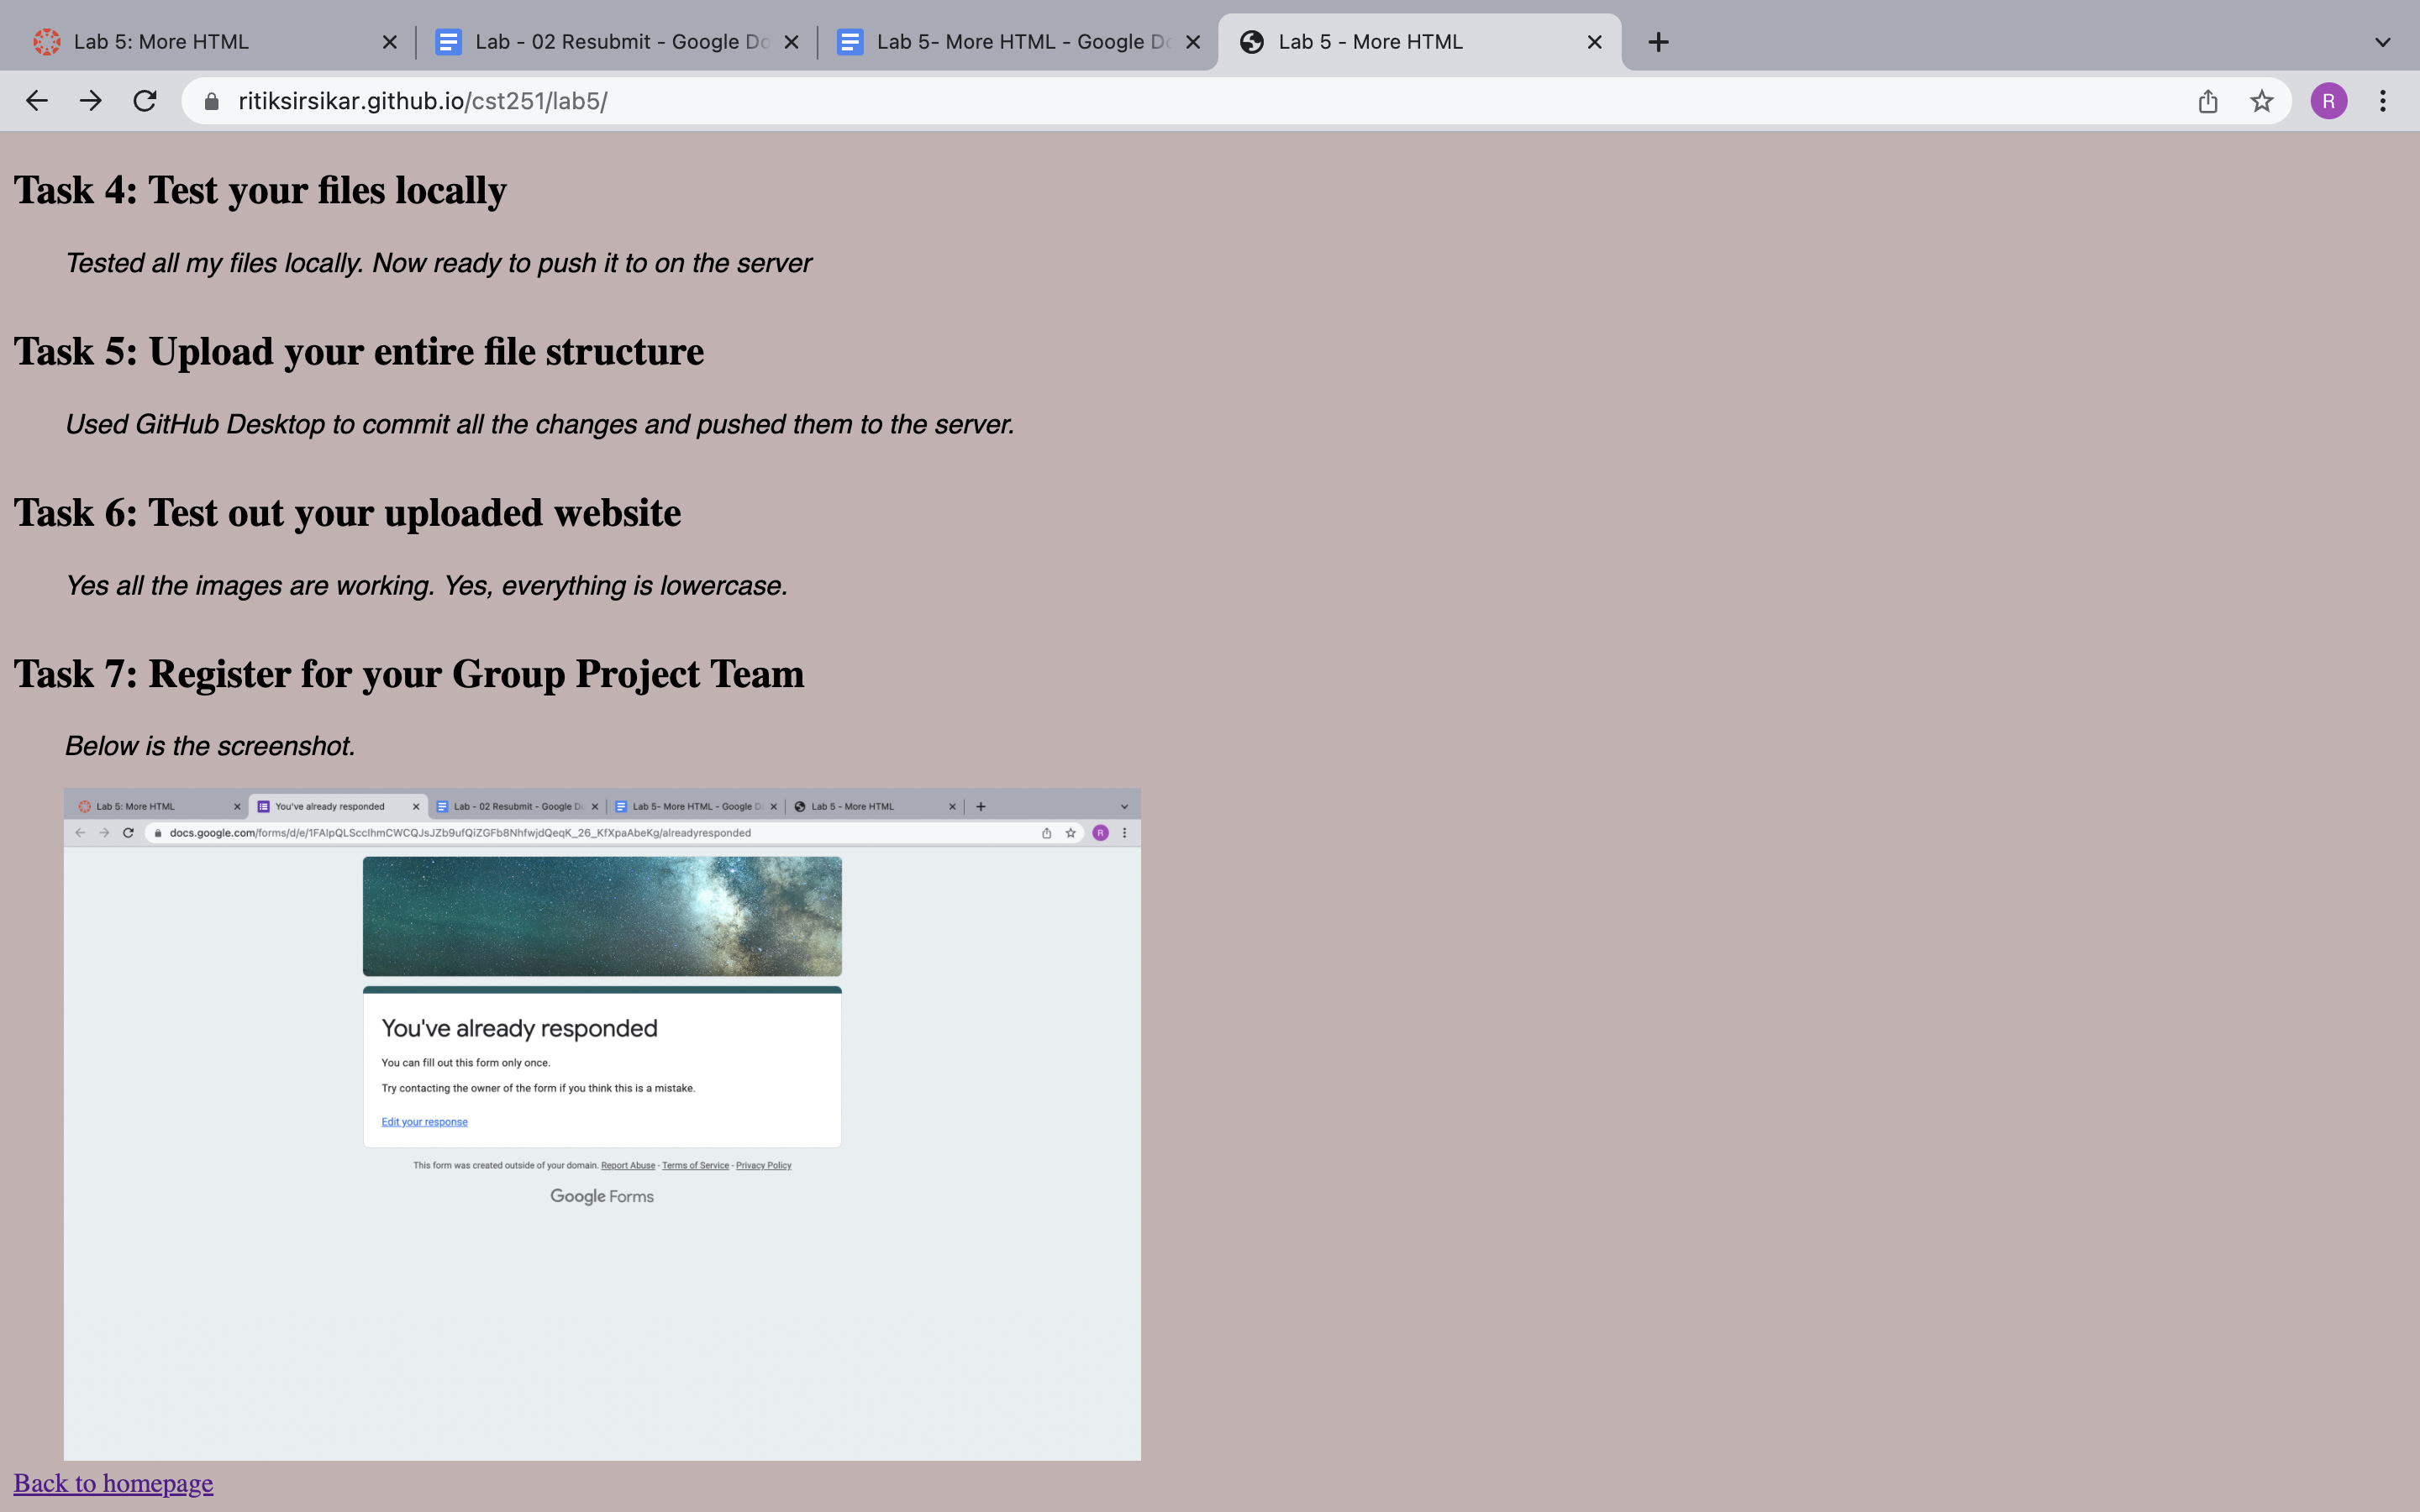 Lab 5: More HTML
Lab - 02 Resubmit - Google Do
Lab 5- More HTML - Google Do
Lab 5 - More HTML
ritiksirsikar.github.io/cst251/lab5/
R
Task 4: Test your files locally
Tested all my files locally. Now ready to push it to on the server
Task 5: Upload your entire file structure
Used GitHub Desktop to commit all the changes and pushed them to the server.
Task 6: Test out your uploaded website
Yes all the images are working. Yes, everything is lowercase.
Task 7: Register for your Group Project Team
Below is the screenshot.
Lab 5: More HTML
You've already responded
Lab - 02 Resubmit - Google D
Lab 5- More HTML - Google D
Lab 5 - More HTML
docs.google.com/forms/d/e/1FAIpQLSccIhmCWCQJsJZb9ufQiZGFb8NhfwjdQeqK_26_KfXpaAbeKg/alreadyresponded
R
You've already responded
You can fill out this form only once.
Try contacting the owner of the form if you think this is a mistake.
Edit your response
This form was created outside of your domain. Report Abuse - Terms of Service - Privacy Policy
Google Forms
Back to homepage